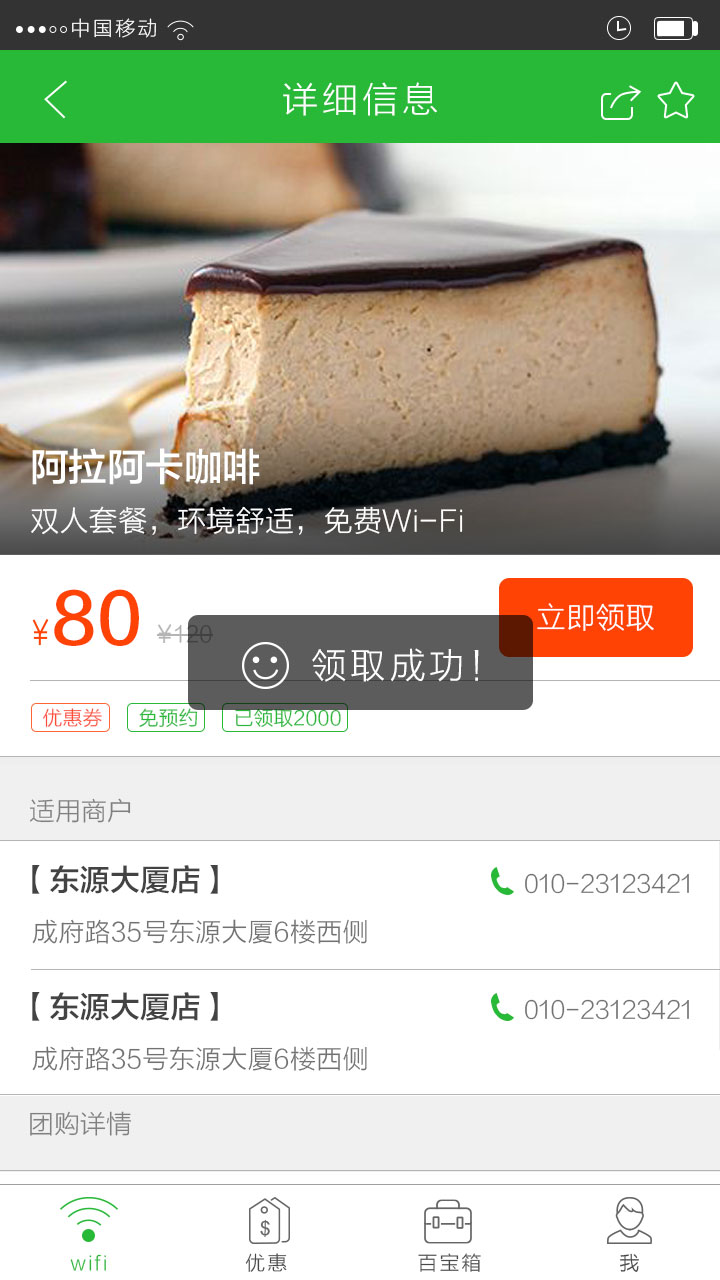 中国移动
详细信息
阿拉阿卡咖啡
双人套餐，环境舒适，免费Wi-Fi
¥80 ¥120 立即领取
领取成功！
优惠券 免预约 已领取2000
适用商户
【东源大厦店】 010-23123421
成府路35号东源大厦6楼西侧
【东源大厦店】 010-23123421
成府路35号东源大厦6楼西侧
团购详情
wifi 优惠 百宝箱 我